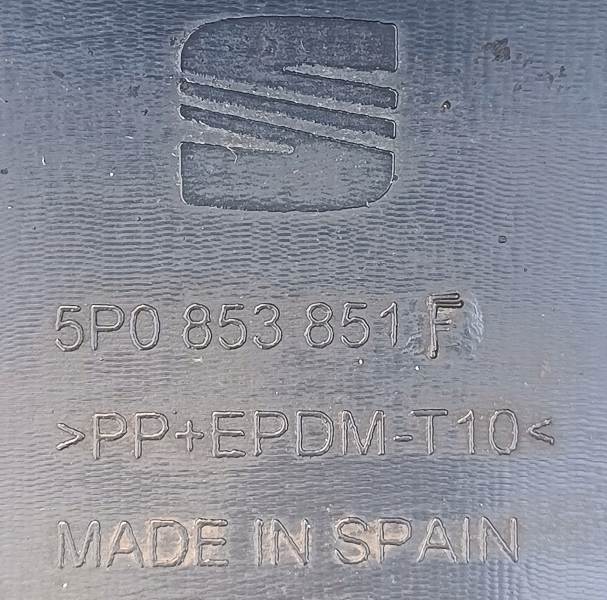 5P0 853 851 F
>PP+EPDM-T10<
MADE IN SPAIN